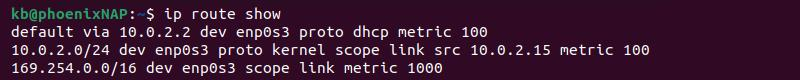 kb@phoenixNAP:~$ ip route show
default via 10.0.2.2 dev enp0s3 proto dhcp metric 100
10.0.2.0/24 dev enp0s3 proto kernel scope link src 10.0.2.15 metric 100
169.254.0.0/16 dev enp0s3 scope link metric 1000